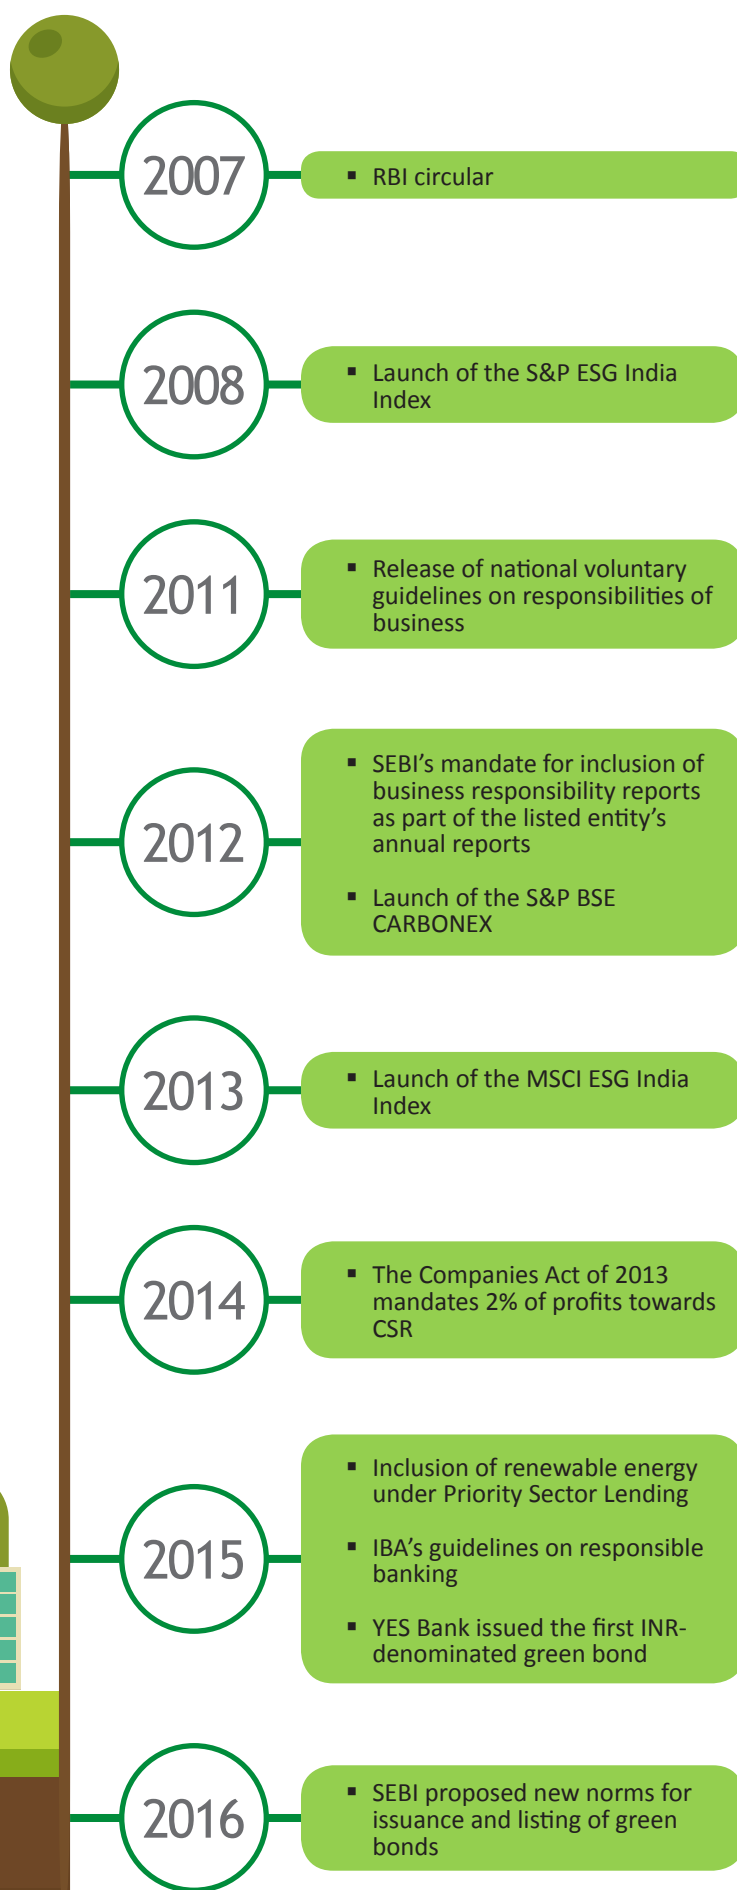 2007
▪ RBI circular
2008
▪ Launch of the S&P ESG India
Index
2011
▪ Release of national voluntary
guidelines on responsibilities of
business
2012
▪ SEBI’s mandate for inclusion of
business responsibility reports
as part of the listed entity’s
annual reports
▪ Launch of the S&P BSE
CARBONEX
2013
▪ Launch of the MSCI ESG India
Index
2014
▪ The Companies Act of 2013
mandates 2% of profits towards
CSR
2015
▪ Inclusion of renewable energy
under Priority Sector Lending
▪ IBA’s guidelines on responsible
banking
▪ YES Bank issued the first INR-
denominated green bond
2016
▪ SEBI proposed new norms for
issuance and listing of green
bonds